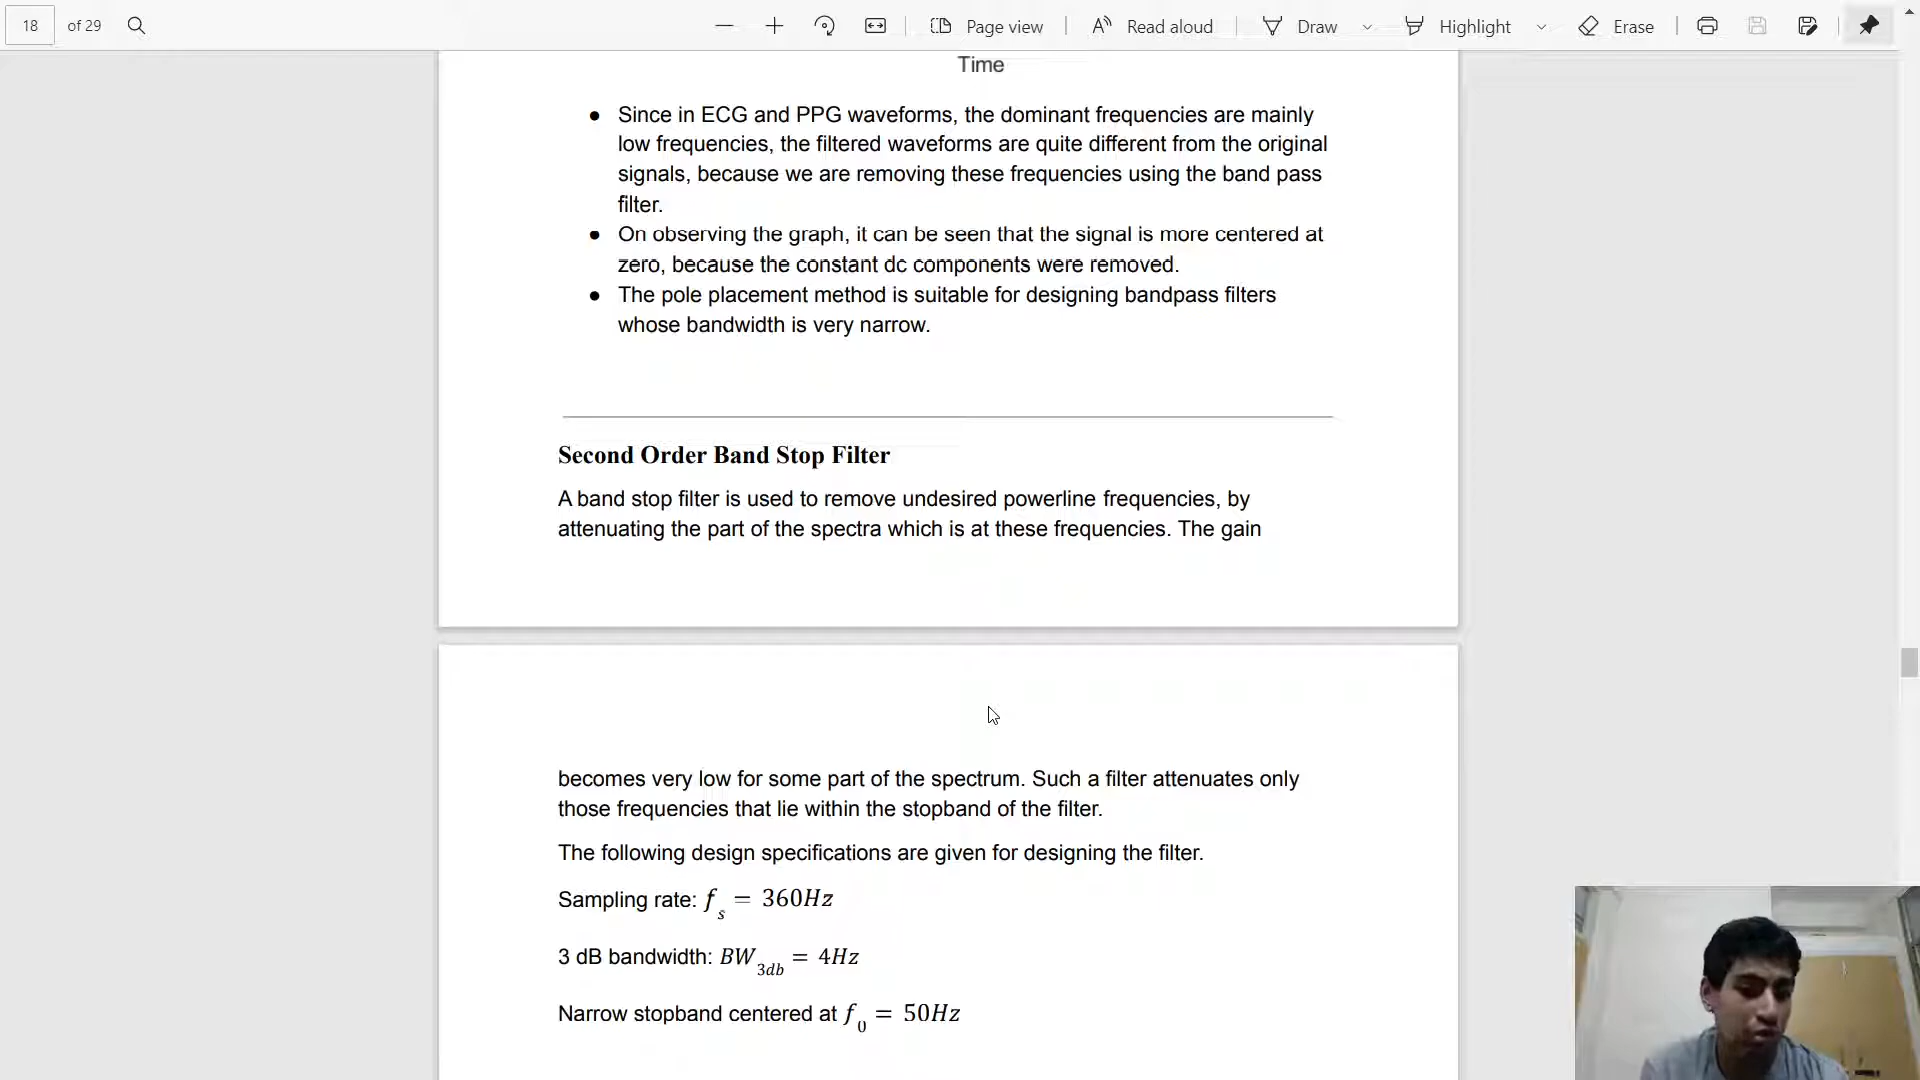 18 of 29 Page view Read aloud Draw Highlight Erase
Time
● Since in ECG and PPG waveforms, the dominant frequencies are mainly
low frequencies, the filtered waveforms are quite different from the original
signals, because we are removing these frequencies using the band pass
filter.
● On observing the graph, it can be seen that the signal is more centered at
zero, because the constant dc components were removed.
● The pole placement method is suitable for designing bandpass filters
whose bandwidth is very narrow.
Second Order Band Stop Filter
A band stop filter is used to remove undesired powerline frequencies, by
attenuating the part of the spectra which is at these frequencies. The gain
becomes very low for some part of the spectrum. Such a filter attenuates only
those frequencies that lie within the stopband of the filter.
The following design specifications are given for designing the filter.
Sampling rate: f_s = 360Hz
3 dB bandwidth: BW_3db = 4Hz
Narrow stopband centered at f_0 = 50Hz